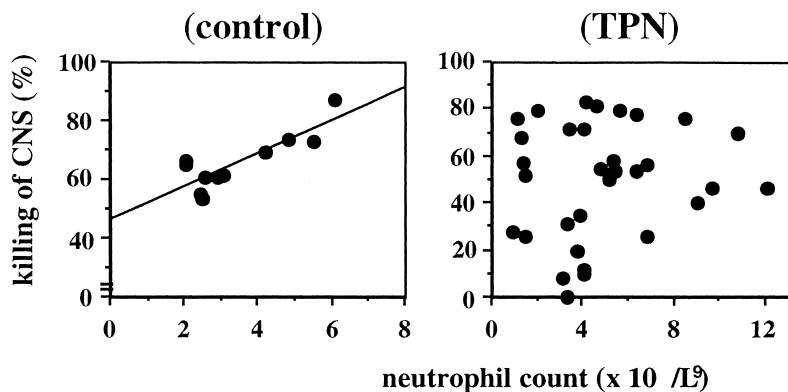 (control) (TPN)
killing of CNS (%)
100 100
80 80
60 60
40 40
20
0 0
0 2 4 6 8 0 4 8 12
neutrophil count (x 10 /L⁹)